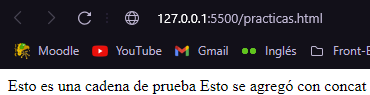 127.0.0.1:5500/practicas.html
Moodle YouTube Gmail Inglés Front-E
Esto es una cadena de prueba Esto se agregó con concat